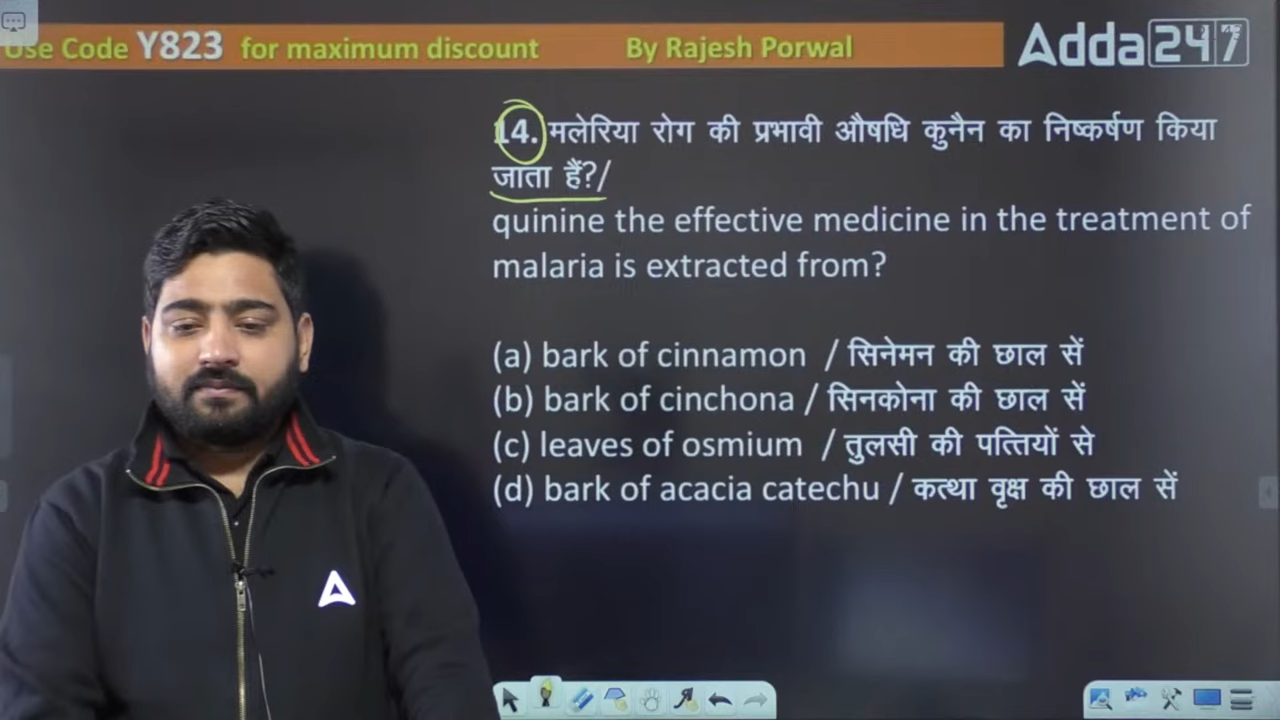 Use Code Y823 for maximum discount By Rajesh Porwal
Adda247
14. मलेरिया रोग की प्रभावी औषधि कुनैन का निष्कर्षण किया
जाता हैं?/
quinine the effective medicine in the treatment of
malaria is extracted from?
(a) bark of cinnamon / सिनेमन की छाल सें
(b) bark of cinchona / सिनकोना की छाल सें
(c) leaves of osmium / तुलसी की पत्तियों से
(d) bark of acacia catechu / कत्था वृक्ष की छाल सें